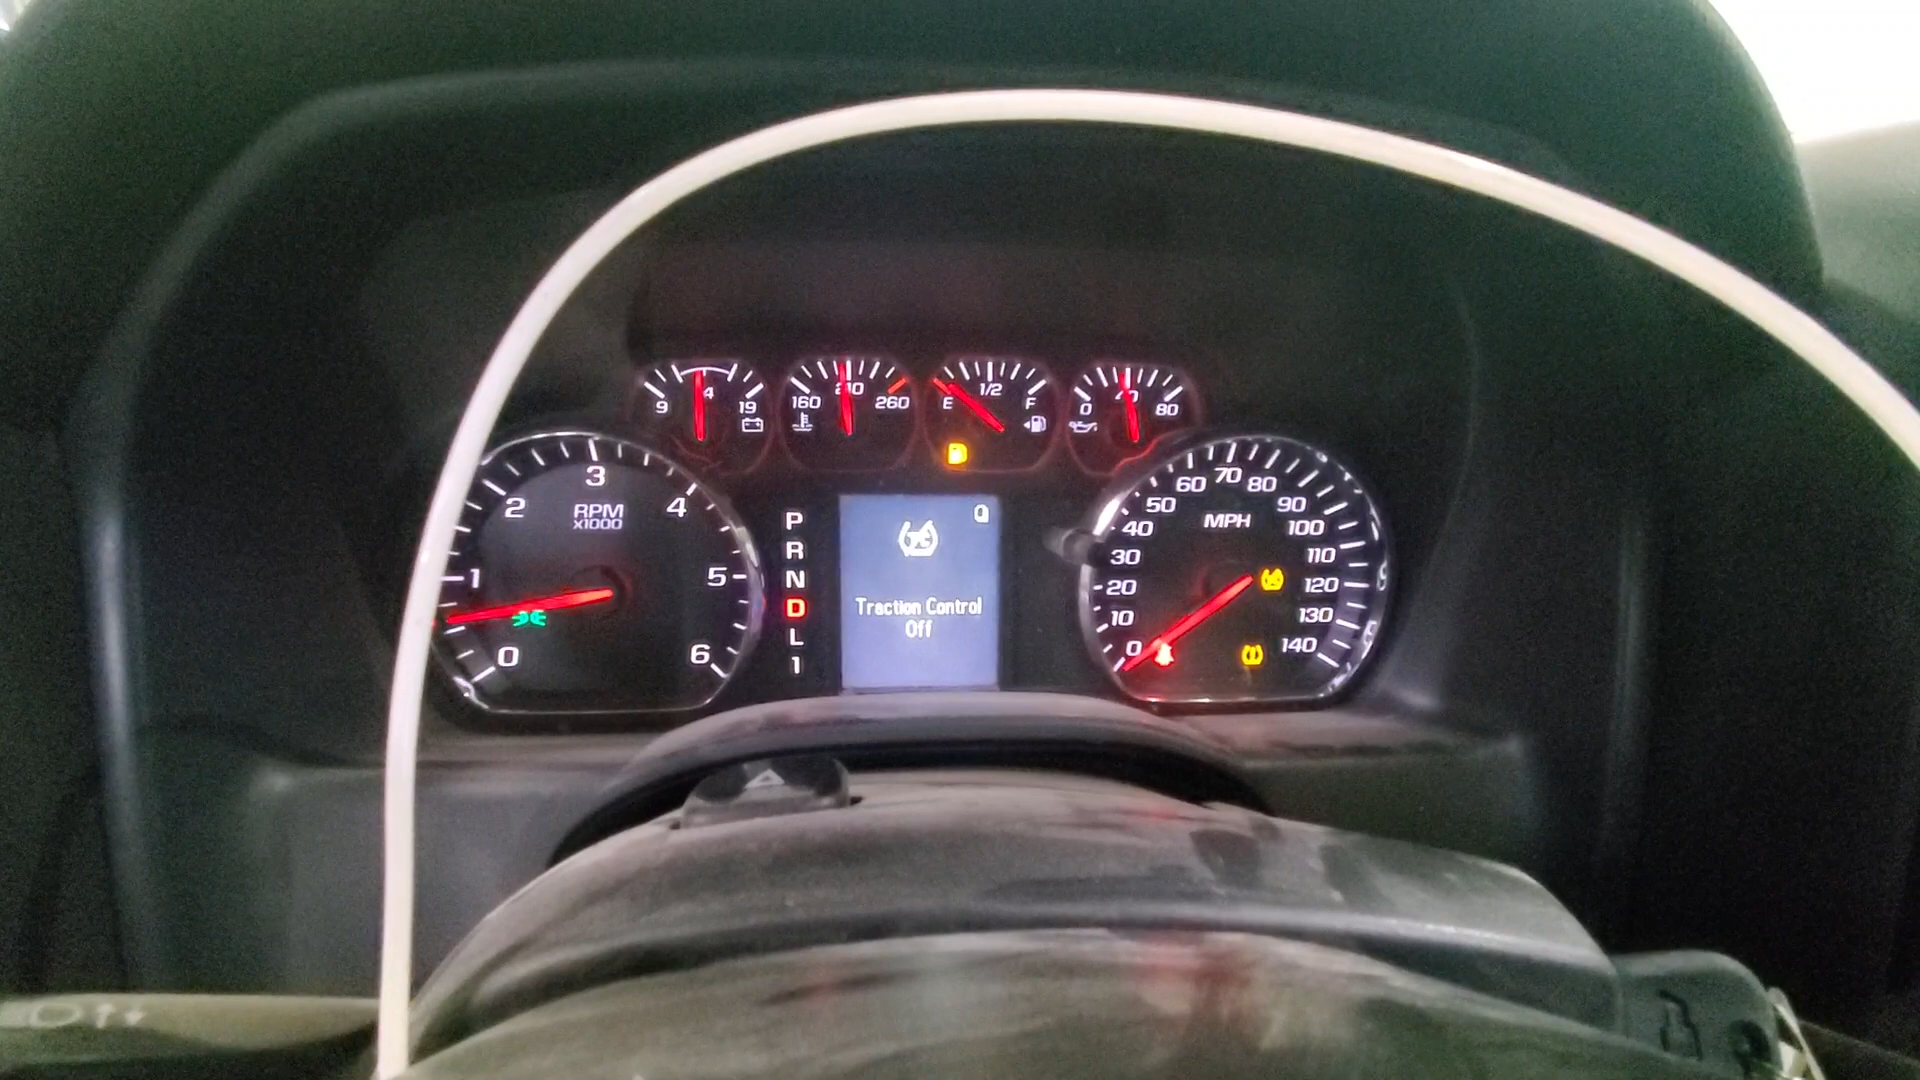 9 4 19
160 210 260
E 1/2 F
0 40 80
0 1 2 3 4 5 6
RPM
x1000
P
R
N
D
L
1
Traction Control
Off
0 10 20 30 40 50 60 70 80 90 100 110 120 130 140
MPH